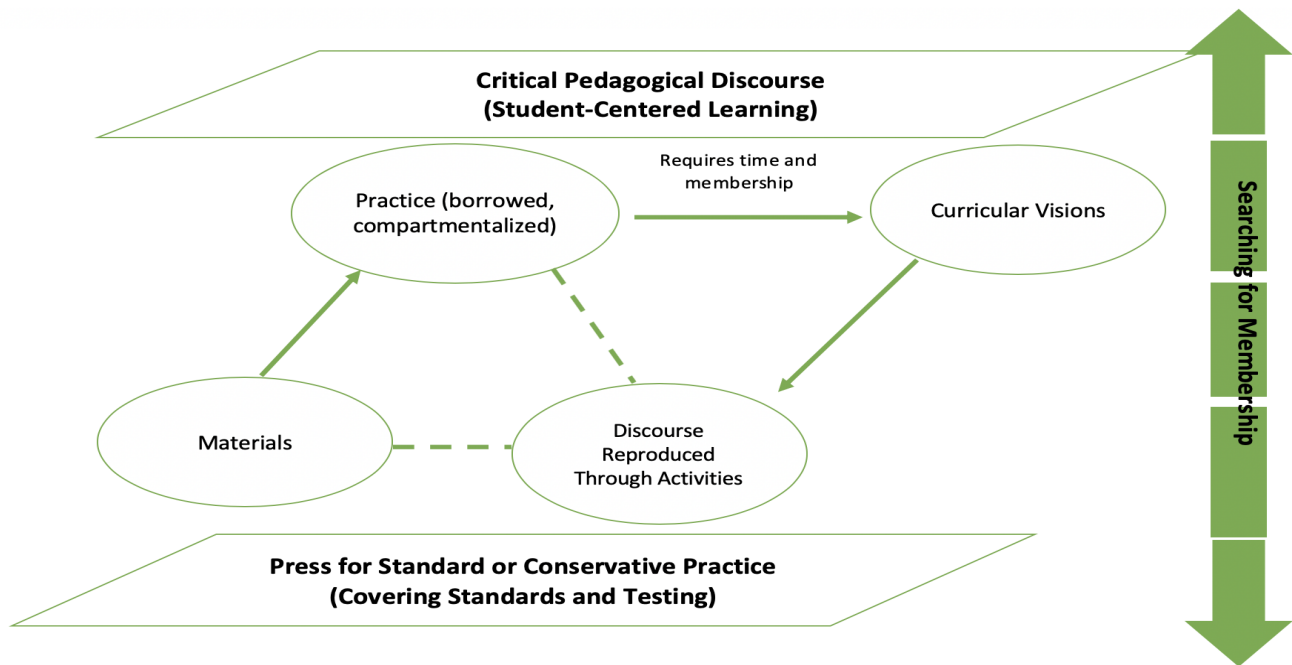 Critical Pedagogical Discourse
(Student-Centered Learning)
Requires time and
membership
Practice (borrowed,
compartmentalized)
Curricular Visions
Searching for Membership
Materials
Discourse
Reproduced
Through Activities
Press for Standard or Conservative Practice
(Covering Standards and Testing)